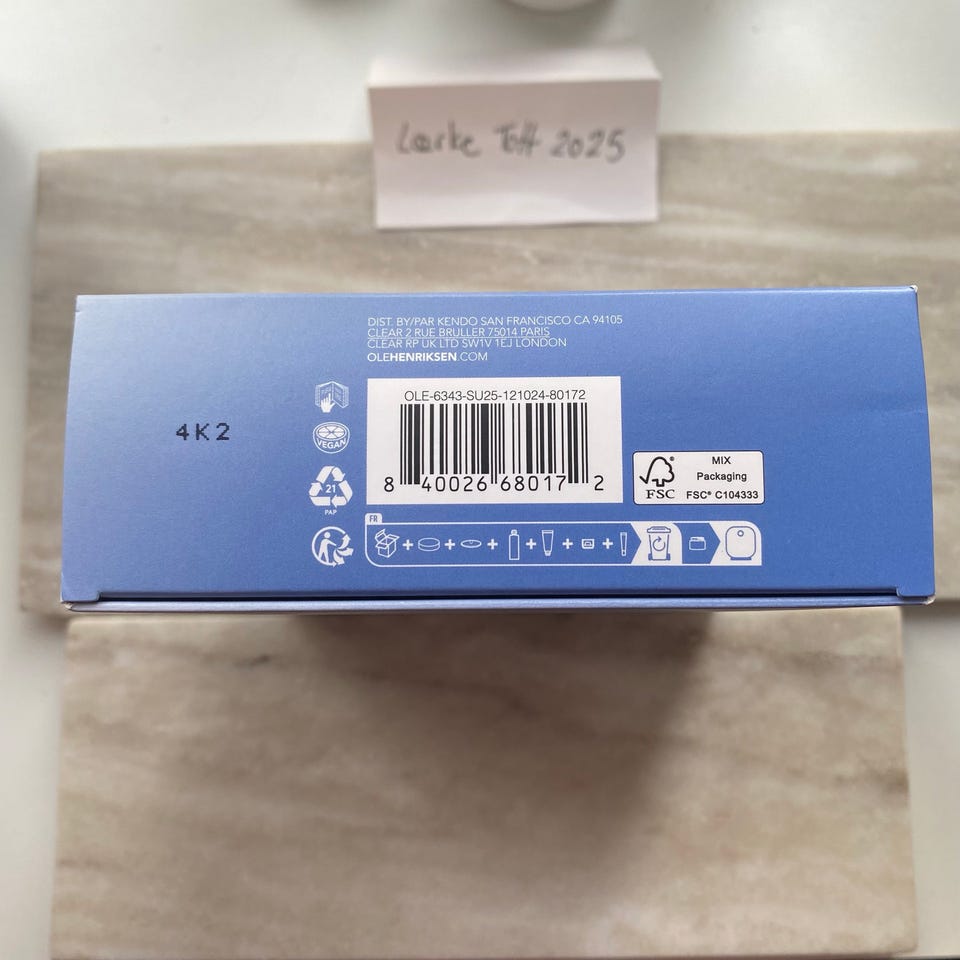 Lærke Toft 2025
DIST. BY/PAR KENDO SAN FRANCISCO CA 94105
CLEAR 2 RUE BRULLER 75014 PARIS
CLEAR RP UK LTD SW1V 1EJ LONDON
OLEHENRIKSEN.COM
OLE-6343-SU25-121024-80172
8 40026 68017 2
4K2
VEGAN
21
PAP
FSC
MIX
Packaging
FSC® C104333
FR